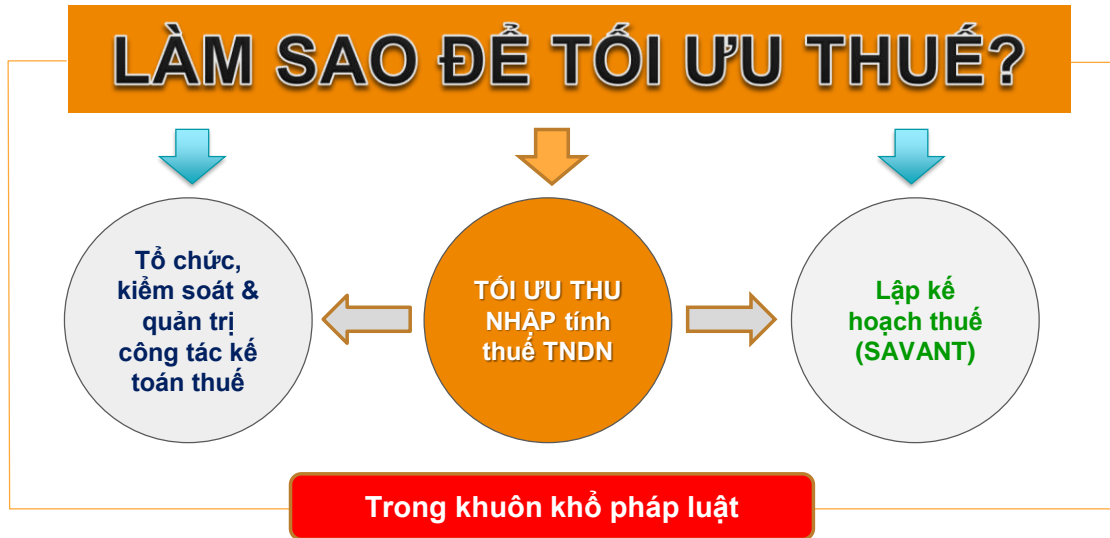 LÀM SAO ĐỂ TỐI ƯU THUẾ?
Tổ chức,
kiểm soát &
quản trị
công tác kế
toán thuế
TỐI ƯU THU
NHẬP tính
thuế TNDN
Lập kế
hoạch thuế
(SAVANT)
Trong khuôn khổ pháp luật